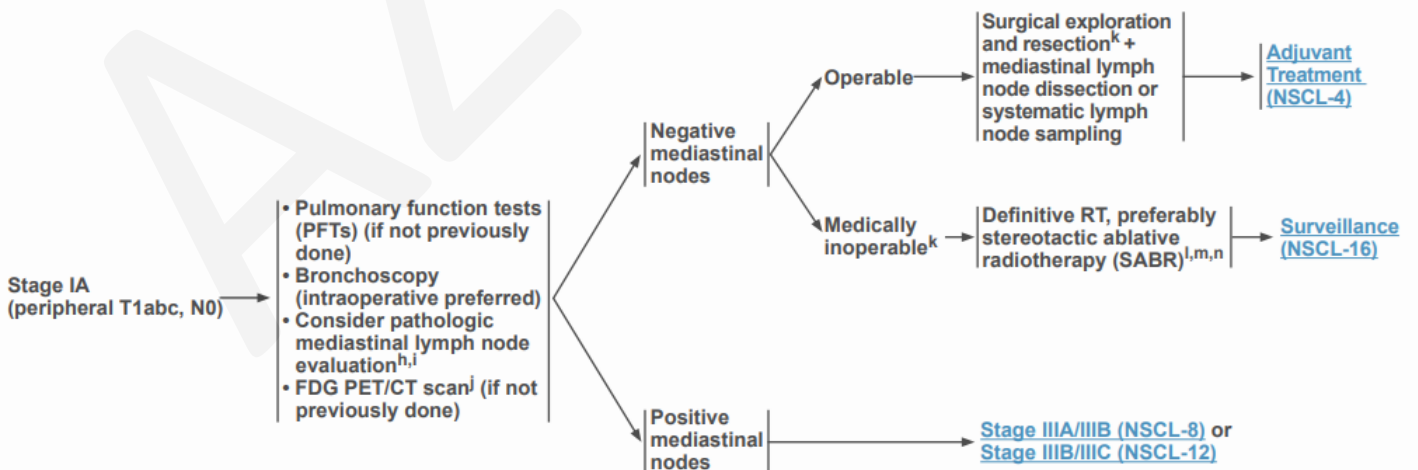 Stage IA
(peripheral T1abc, N0)
• Pulmonary function tests
(PFTs) (if not previously
done)
• Bronchoscopy
(intraoperative preferred)
• Consider pathologic
mediastinal lymph node
evaluationh,i
• FDG PET/CT scanj (if not
previously done)
Negative
mediastinal
nodes
Operable
Surgical exploration
and resectionk +
mediastinal lymph
node dissection or
systematic lymph
node sampling
Adjuvant
Treatment
(NSCL-4)
Medically
inoperablek
Definitive RT, preferably
stereotactic ablative
radiotherapy (SABR)l,m,n
Surveillance
(NSCL-16)
Positive
mediastinal
nodes
Stage IIIA/IIIB (NSCL-8) or
Stage IIIB/IIIC (NSCL-12)